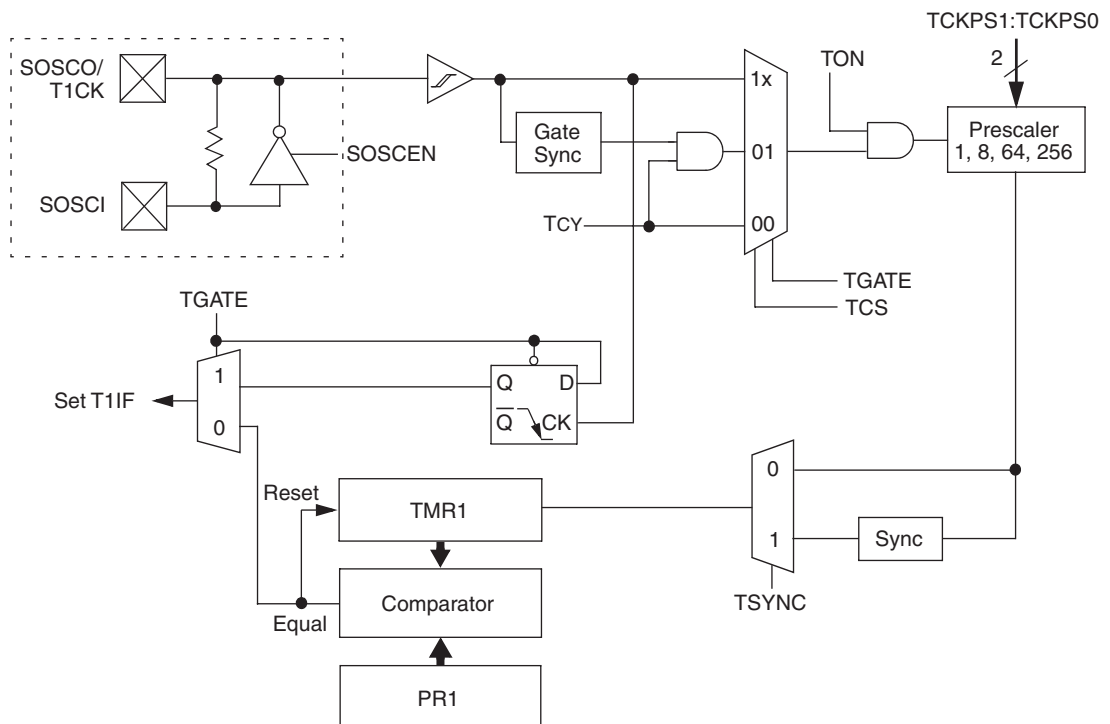 TCKPS1:TCKPS0
2
SOSCO/
T1CK
TON
1x
Gate
Sync
Prescaler
1, 8, 64, 256
SOSCEN
01
SOSCI
TCY
00
TGATE
TCS
TGATE
1
Q
D
Set T1IF
0
Q
CK
0
Reset
TMR1
1
Sync
TSYNC
Comparator
Equal
PR1